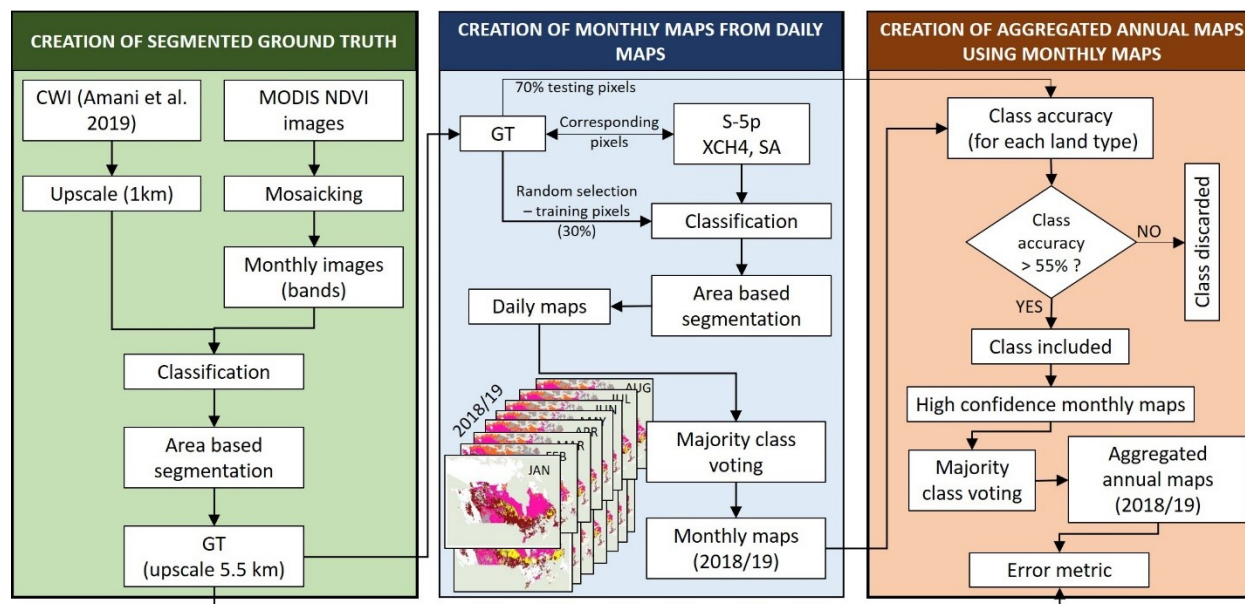 CREATION OF SEGMENTED GROUND TRUTH
CWI (Amani et al.
2019)
MODIS NDVI
images
Upscale (1km)
Mosaicking
Monthly images
(bands)
Classification
Area based
segmentation
GT
(upscale 5.5 km)
CREATION OF MONTHLY MAPS FROM DAILY
MAPS
70% testing pixels
GT
Corresponding
pixels
S-5p
XCH4, SA
Random selection
– training pixels
(30%)
Classification
Area based
segmentation
Daily maps
2018/19
AUG
JUL
JUN
MAY
APR
MAR
FEB
JAN
Majority class
voting
Monthly maps
(2018/19)
CREATION OF AGGREGATED ANNUAL MAPS
USING MONTHLY MAPS
Class accuracy
(for each land type)
Class
accuracy
> 55% ?
NO
Class discarded
YES
Class included
High confidence monthly maps
Majority
class voting
Aggregated
annual maps
(2018/19)
Error metric